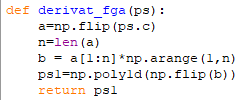 def derivat_fga(ps):
    a=np.flip(ps.c)
    n=len(a)
    b = a[1:n]*np.arange(1,n)
    ps1=np.poly1d(np.flip(b))
    return ps1